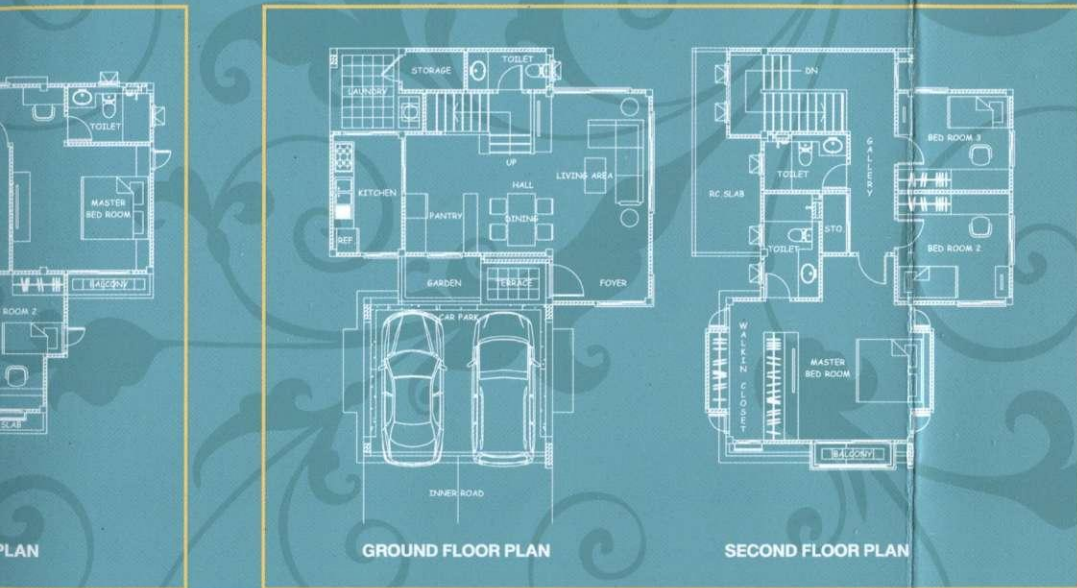 TOILET
MASTER
BED ROOM
BALCONY
ROOM 2
SLAB
PLAN
STORAGE
TOILET
LAUNDRY
UP
KITCHEN
HALL
LIVING AREA
PANTRY
DINING
REF
GARDEN
TERRACE
FOYER
CAR PARK
INNER ROAD
GROUND FLOOR PLAN
DN
GALLERY
BED ROOM 3
TOILET
RC.SLAB
STO.
TOILET
BED ROOM 2
WALKIN CLOSET
MASTER
BED ROOM
BALCONY
SECOND FLOOR PLAN